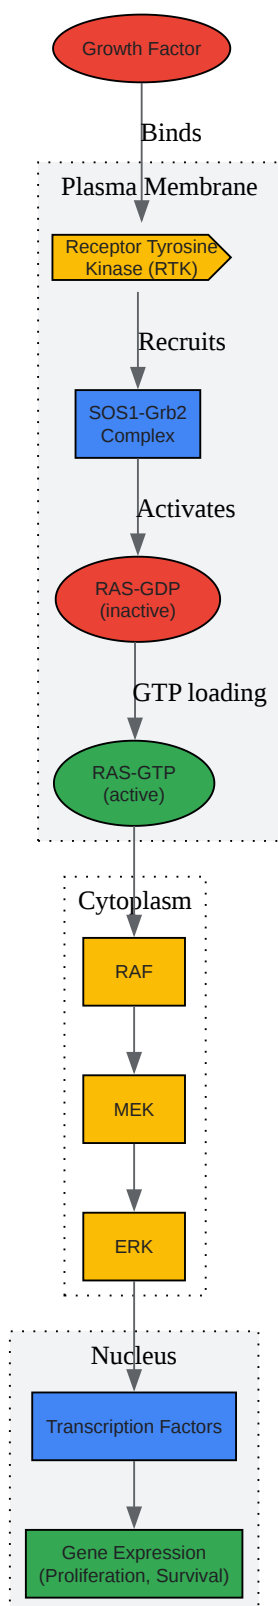 Growth Factor
Binds
Plasma Membrane
Receptor Tyrosine
Kinase (RTK)
Recruits
SOS1-Grb2
Complex
Activates
RAS-GDP
(inactive)
GTP loading
RAS-GTP
(active)
Cytoplasm
RAF
MEK
ERK
Nucleus
Transcription Factors
Gene Expression
(Proliferation, Survival)